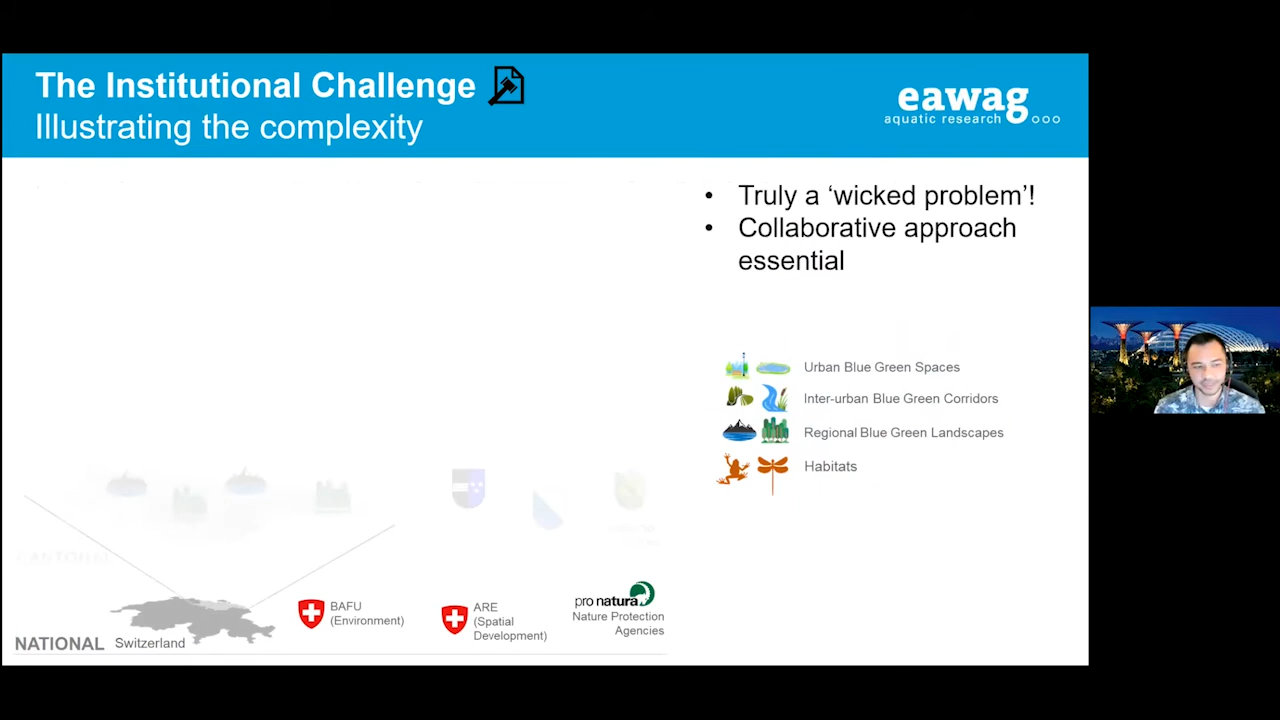 The Institutional Challenge
Illustrating the complexity
eawag
aquatic research
• Truly a ‘wicked problem’!
• Collaborative approach
essential
Urban Blue Green Spaces
Inter-urban Blue Green Corridors
Regional Blue Green Landscapes
Habitats
CANTONAL
BAFU
(Environment)
ARE
(Spatial
Development)
pro natura
Nature Protection
Agencies
NATIONAL Switzerland